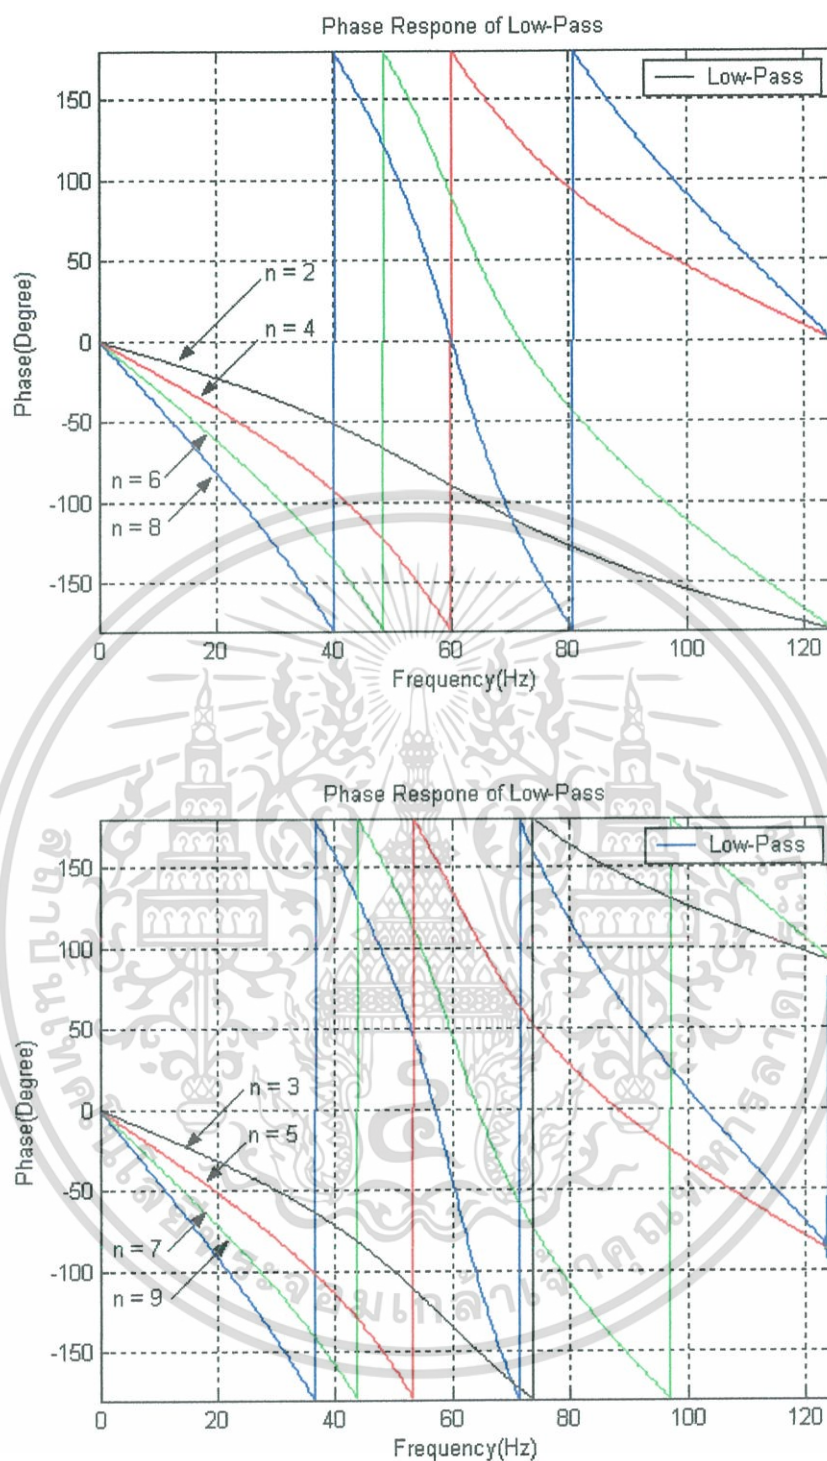 Phase Respone of Low-Pass
Low-Pass
150
100
50
0
-50
-100
-150
Phase(Degree)
n = 2
n = 4
n = 6
n = 8
0
20
40
60
80
100
120
Frequency(Hz)
Phase Respone of Low-Pass
Low-Pass
150
100
50
0
-50
-100
-150
Phase(Degree)
n = 3
n = 5
n = 7
n = 9
0
20
40
60
80
100
120
Frequency(Hz)